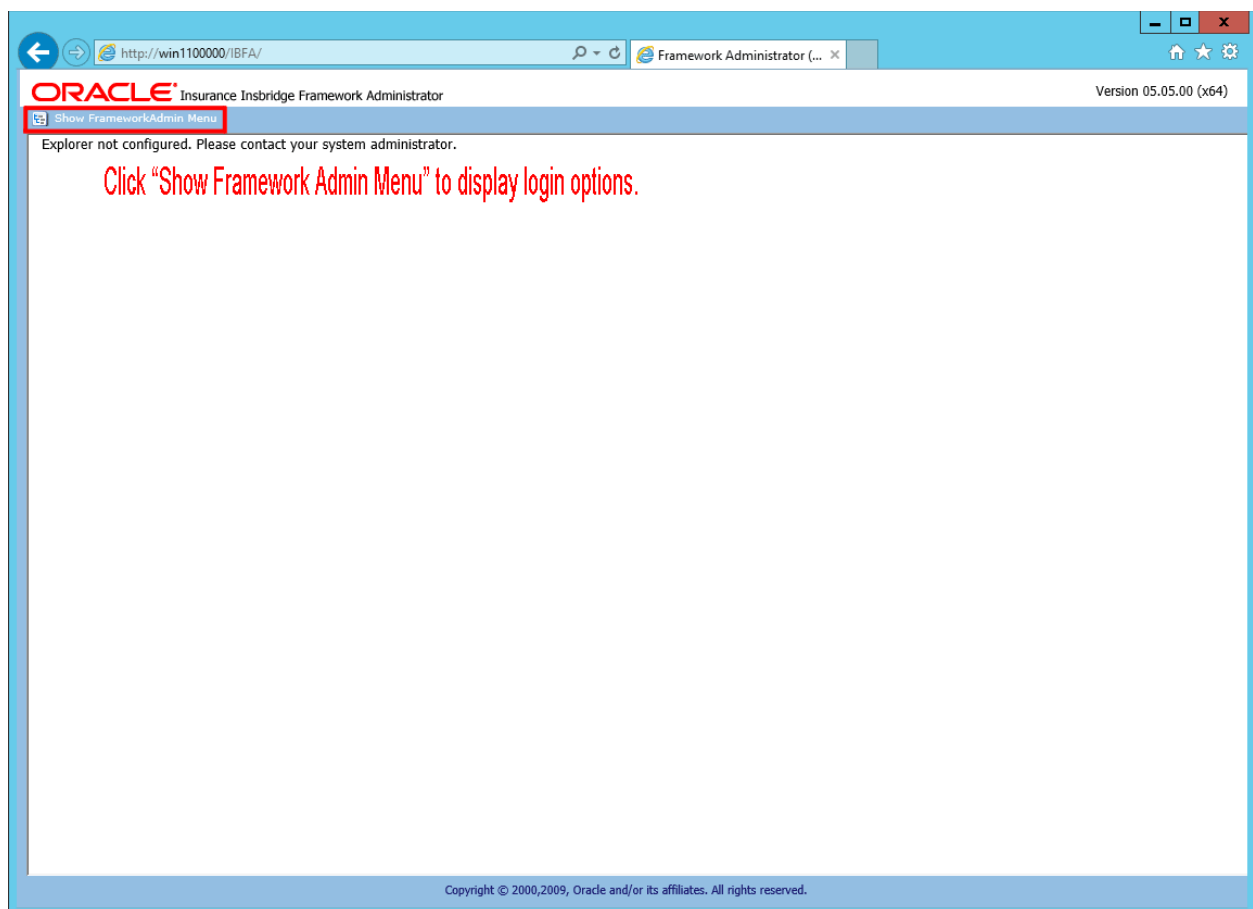 http://win1100000/IBFA/
Framework Administrator (...
ORACLE Insurance Insbridge Framework Administrator
Version 05.05.00 (x64)
Show FrameworkAdmin Menu
Explorer not configured. Please contact your system administrator.
Click “Show Framework Admin Menu” to display login options.
Copyright © 2000,2009, Oracle and/or its affiliates. All rights reserved.